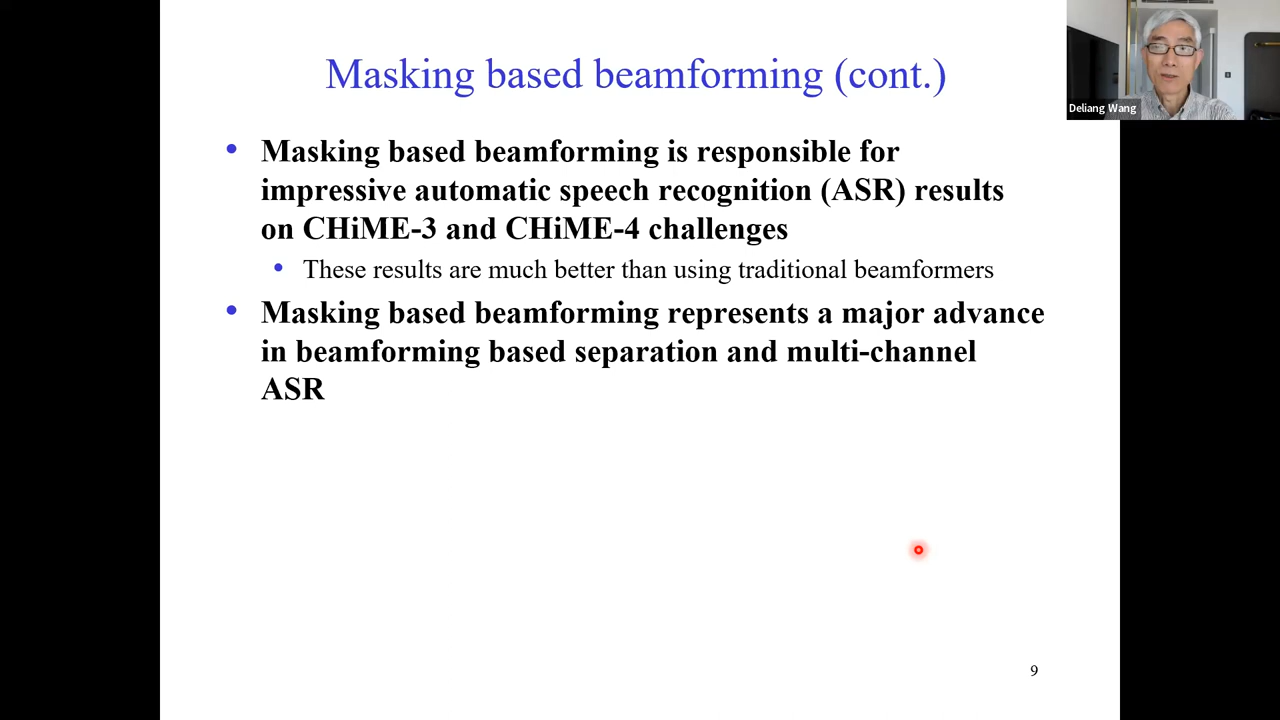 Masking based beamforming (cont.)
Deliang Wang
• Masking based beamforming is responsible for
impressive automatic speech recognition (ASR) results
on CHiME-3 and CHiME-4 challenges
• These results are much better than using traditional beamformers
• Masking based beamforming represents a major advance
in beamforming based separation and multi-channel
ASR
9